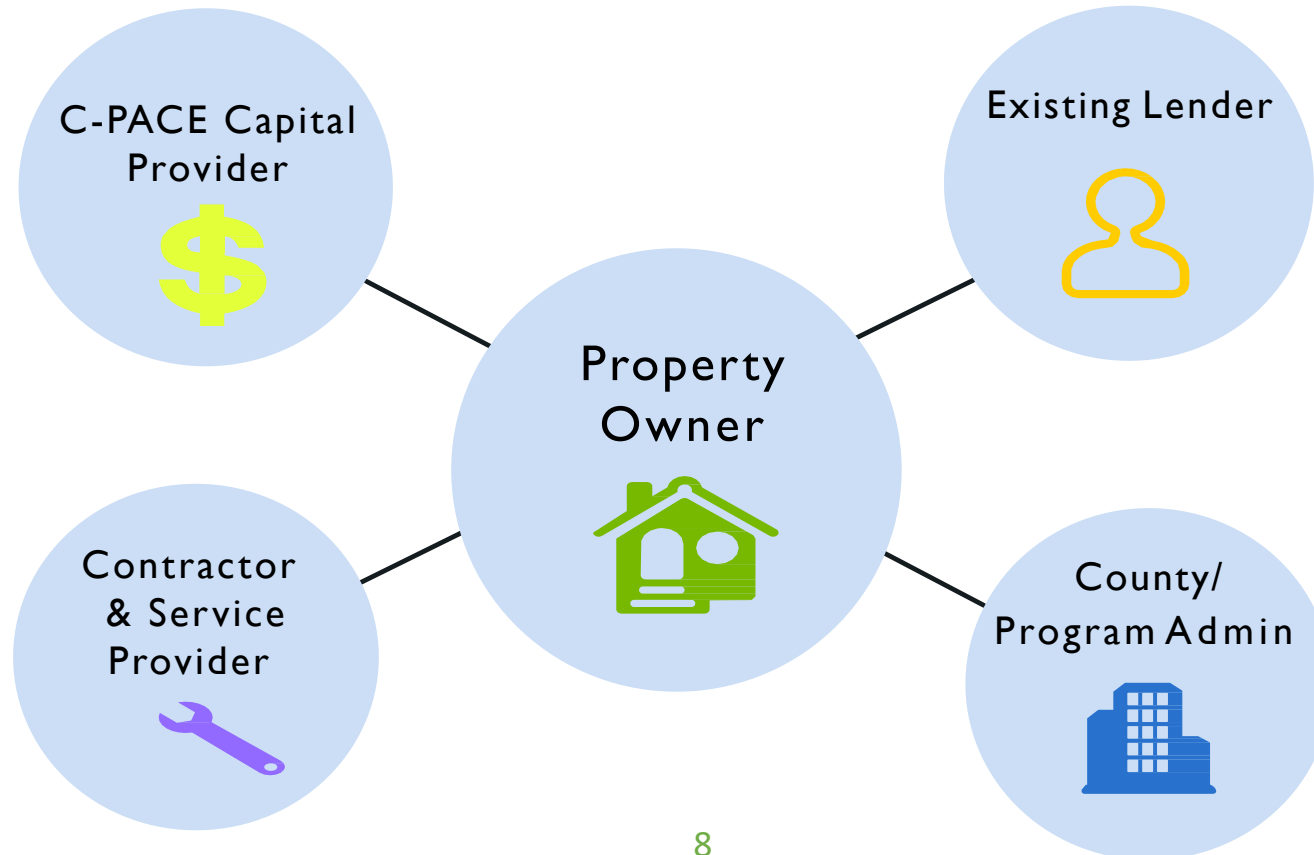 C-PACE Capital
Provider
Existing Lender
Property
Owner
Contractor
& Service
Provider
County/
Program Admin
8